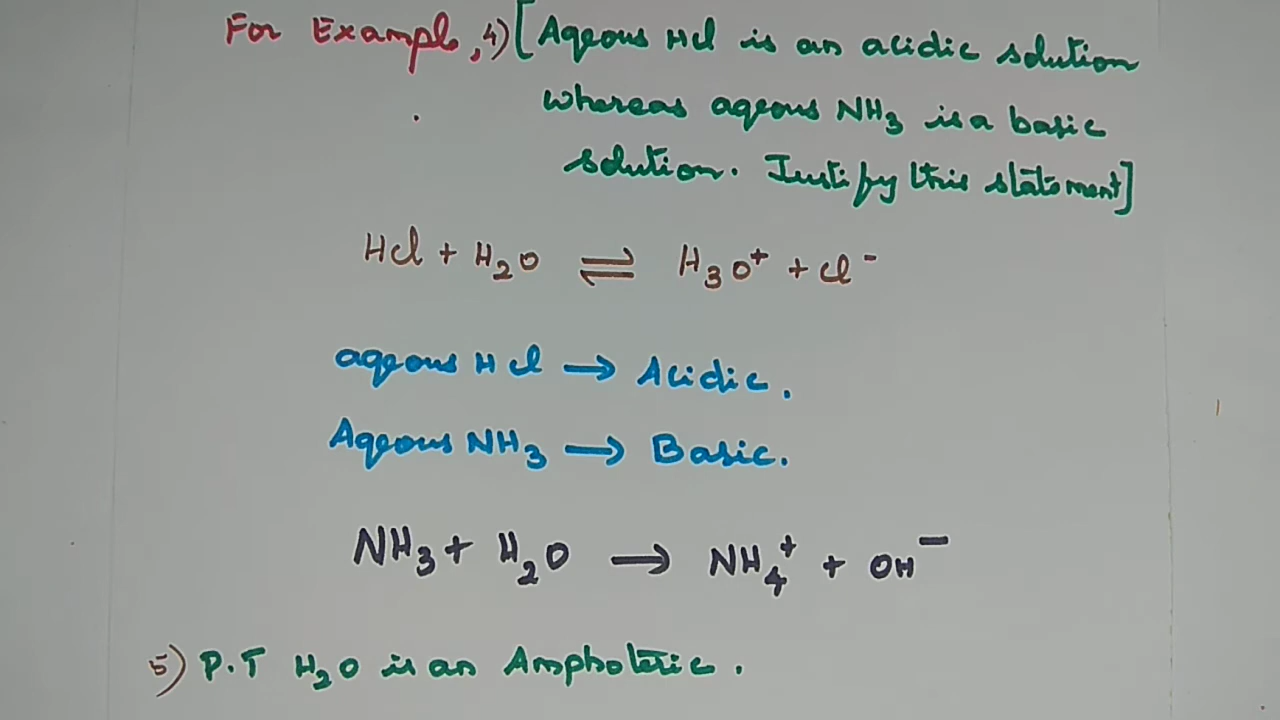 For Example, 4) [Aqeous HCl is an acidic solution
whereas aqeous NH3 is a basic
solution. Justify this statement]
HCl + H2O ⇌ H3O+ + Cl-
aqeous HCl → Acidic.
Aqeous NH3 → Basic.
NH3 + H2O → NH4+ + OH-
5) P.T H2O is an Amphoteric.